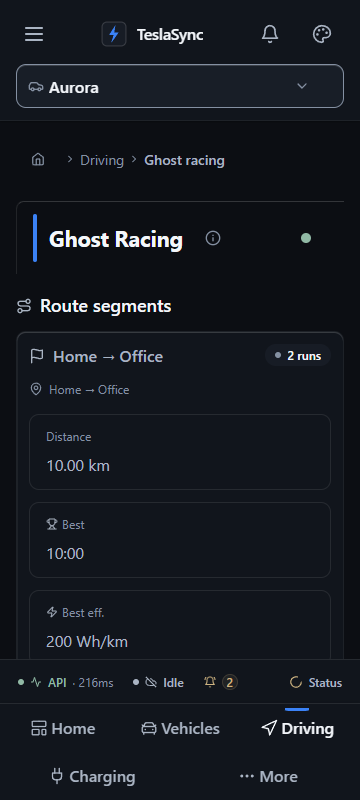 TeslaSync
Aurora
Driving Ghost racing
Ghost Racing
Route segments
Home → Office 2 runs
Home → Office
Distance
10.00 km
Best
10:00
Best eff.
200 Wh/km
API · 216ms Idle 2 Status
Home Vehicles Driving
Charging More